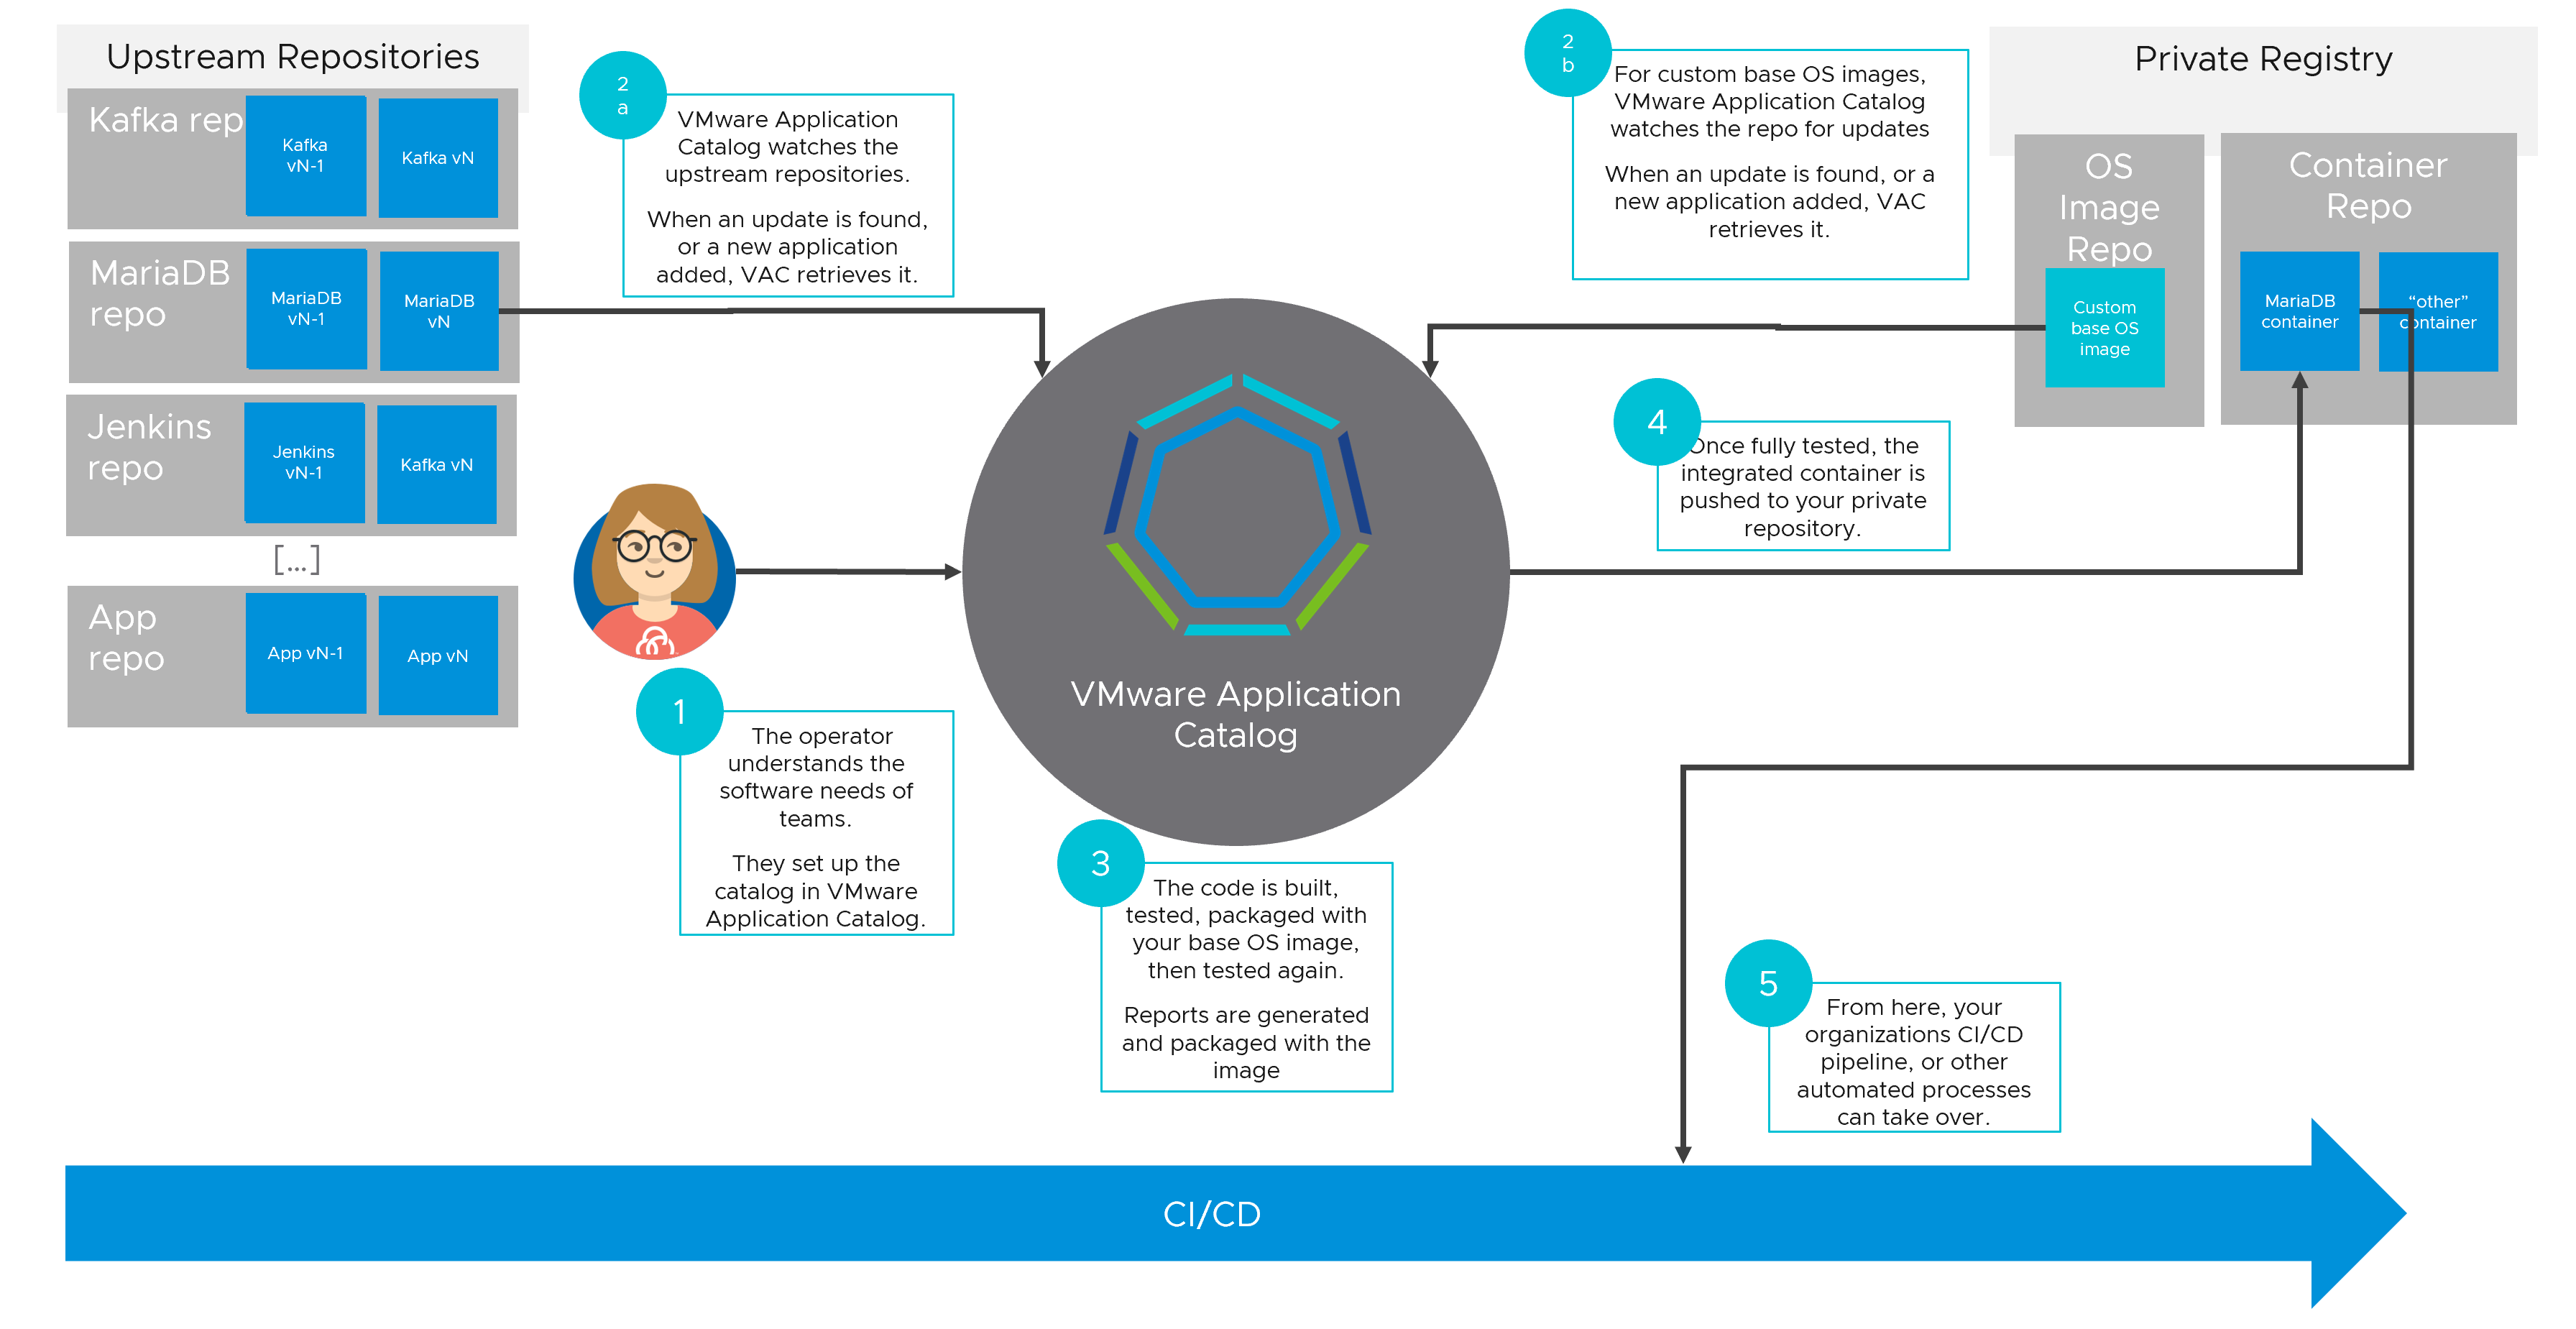 Upstream Repositories
Kafka rep
Kafka
vN-1
Kafka vN
MariaDB
repo
MariaDB
vN-1
MariaDB
vN
Jenkins
repo
Jenkins
vN-1
Kafka vN
[...]
App
repo
App vN-1
App vN
2
a
VMware Application
Catalog watches the
upstream repositories.
When an update is found,
or a new application
added, VAC retrieves it.
1
The operator
understands the
software needs of
teams.
They set up the
catalog in VMware
Application Catalog.
VMware Application
Catalog
3
The code is built,
tested, packaged with
your base OS image,
then tested again.
Reports are generated
and packaged with the
image
2
b
For custom base OS images,
VMware Application Catalog
watches the repo for updates
When an update is found, or a
new application added, VAC
retrieves it.
Private Registry
OS
Image
Repo
Custom
base OS
image
Container
Repo
MariaDB
container
“other”
container
4
Once fully tested, the
integrated container is
pushed to your private
repository.
5
From here, your
organizations CI/CD
pipeline, or other
automated processes
can take over.
CI/CD